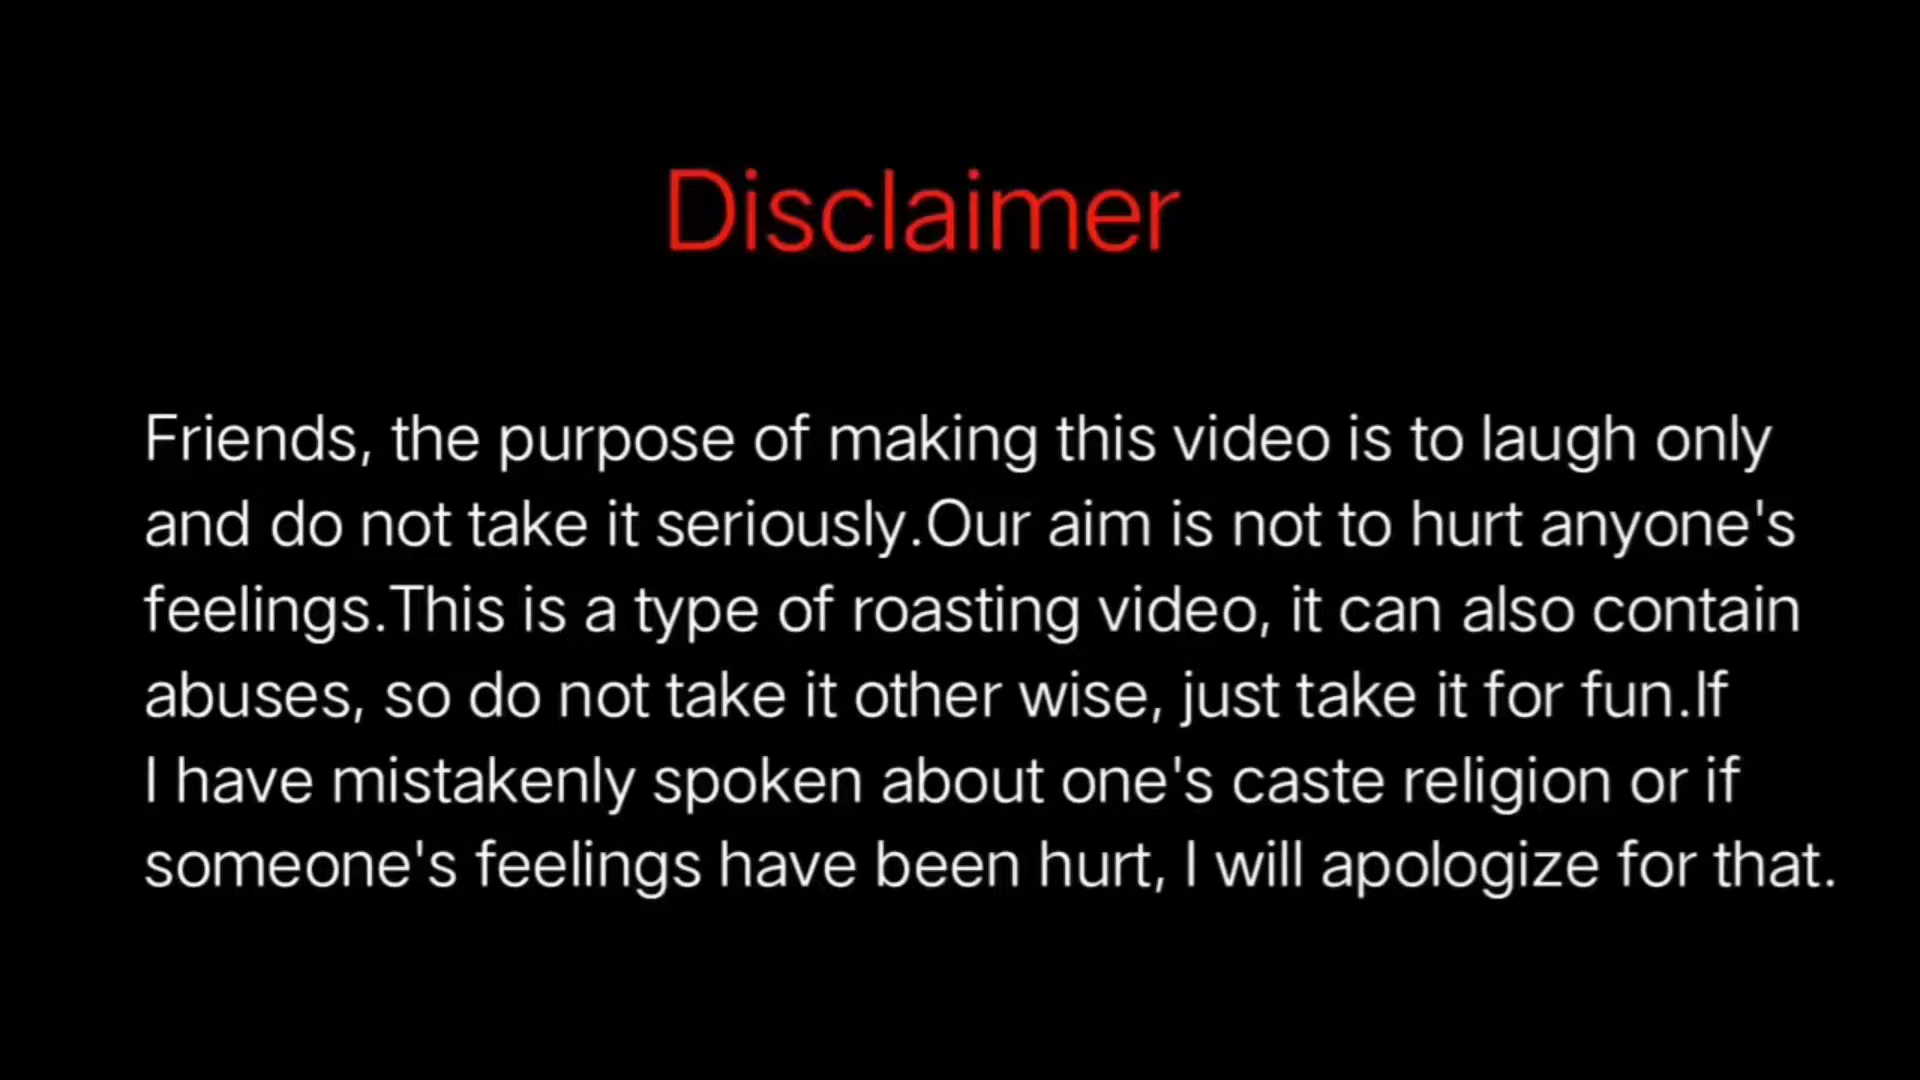 Disclaimer
Friends, the purpose of making this video is to laugh only
and do not take it seriously.Our aim is not to hurt anyone's
feelings.This is a type of roasting video, it can also contain
abuses, so do not take it other wise, just take it for fun.If
I have mistakenly spoken about one's caste religion or if
someone's feelings have been hurt, I will apologize for that.